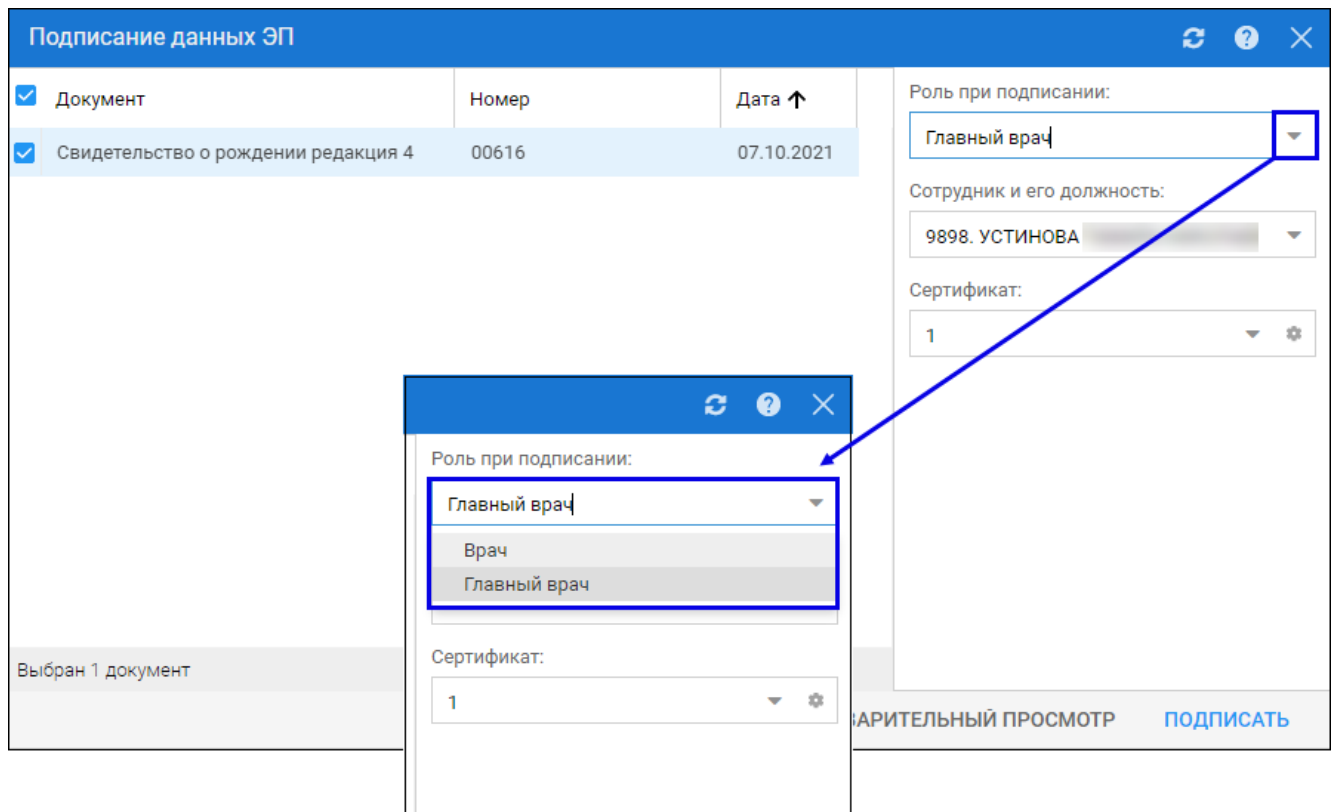 Подписание данных ЭП
Документ Номер Дата
Свидетельство о рождении редакция 4 00616 07.10.2021
Роль при подписании:
Главный врач
Сотрудник и его должность:
9898. УСТИНОВА
Сертификат:
1
Роль при подписании:
Главный врач
Врач
Главный врач
Сертификат:
1
Выбран 1 документ
ВАРИТЕЛЬНЫЙ ПРОСМОТР ПОДПИСАТЬ